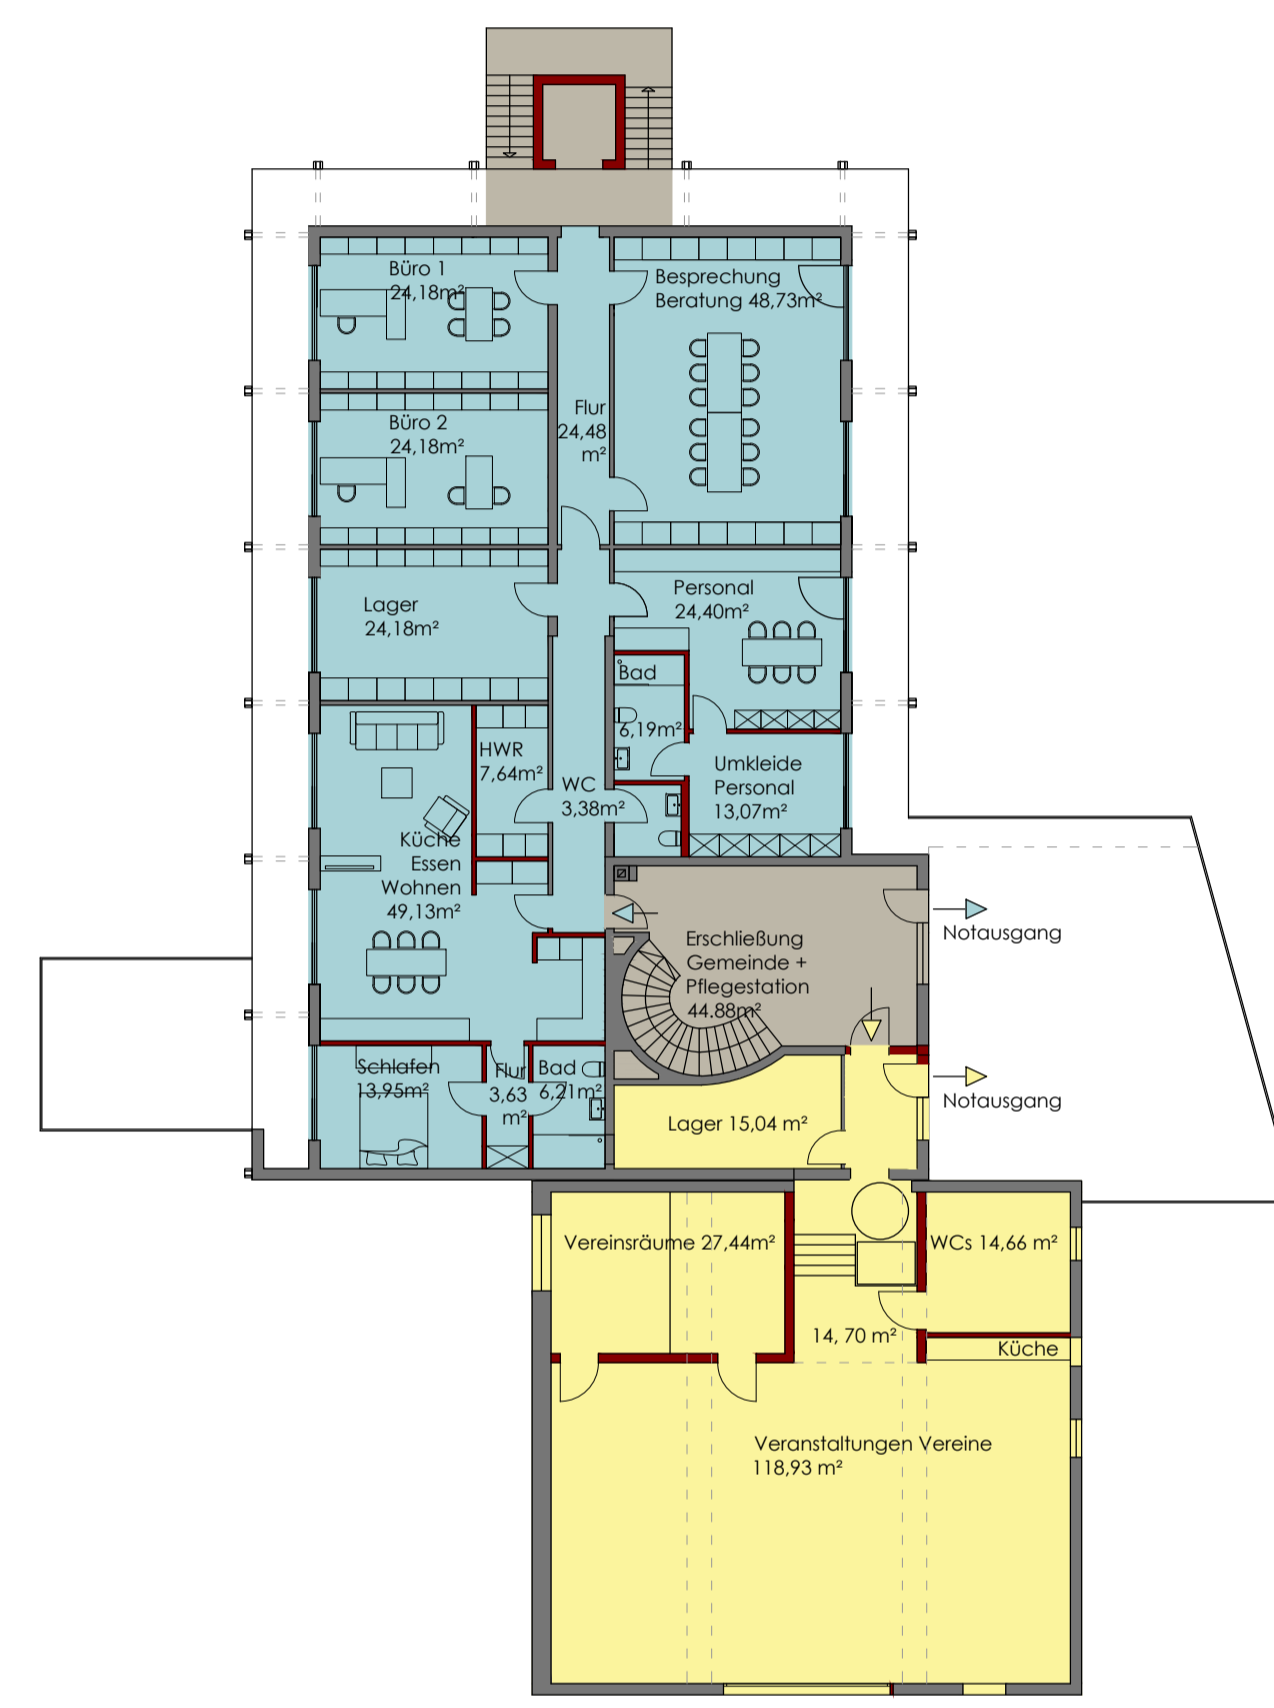 Büro 1
24,18m²
Besprechung
Beratung 48,73m²
Büro 2
24,18m²
Flur
24,48
m²
Lager
24,18m²
Personal
24,40m²
Bad
6,19m²
HWR
7,64m²
WC
3,38m²
Umkleide
Personal
13,07m²
Küche
Essen
Wohnen
49,13m²
Erschließung
Gemeinde +
Pflegestation
44.88m²
Notausgang
Schlafen
13,95m²
Flur
3,63
m²
Bad
6,21m²
Notausgang
Lager 15,04 m²
Vereinsräume 27,44m²
WCs 14,66 m²
14, 70 m²
Küche
Veranstaltungen Vereine
118,93 m²